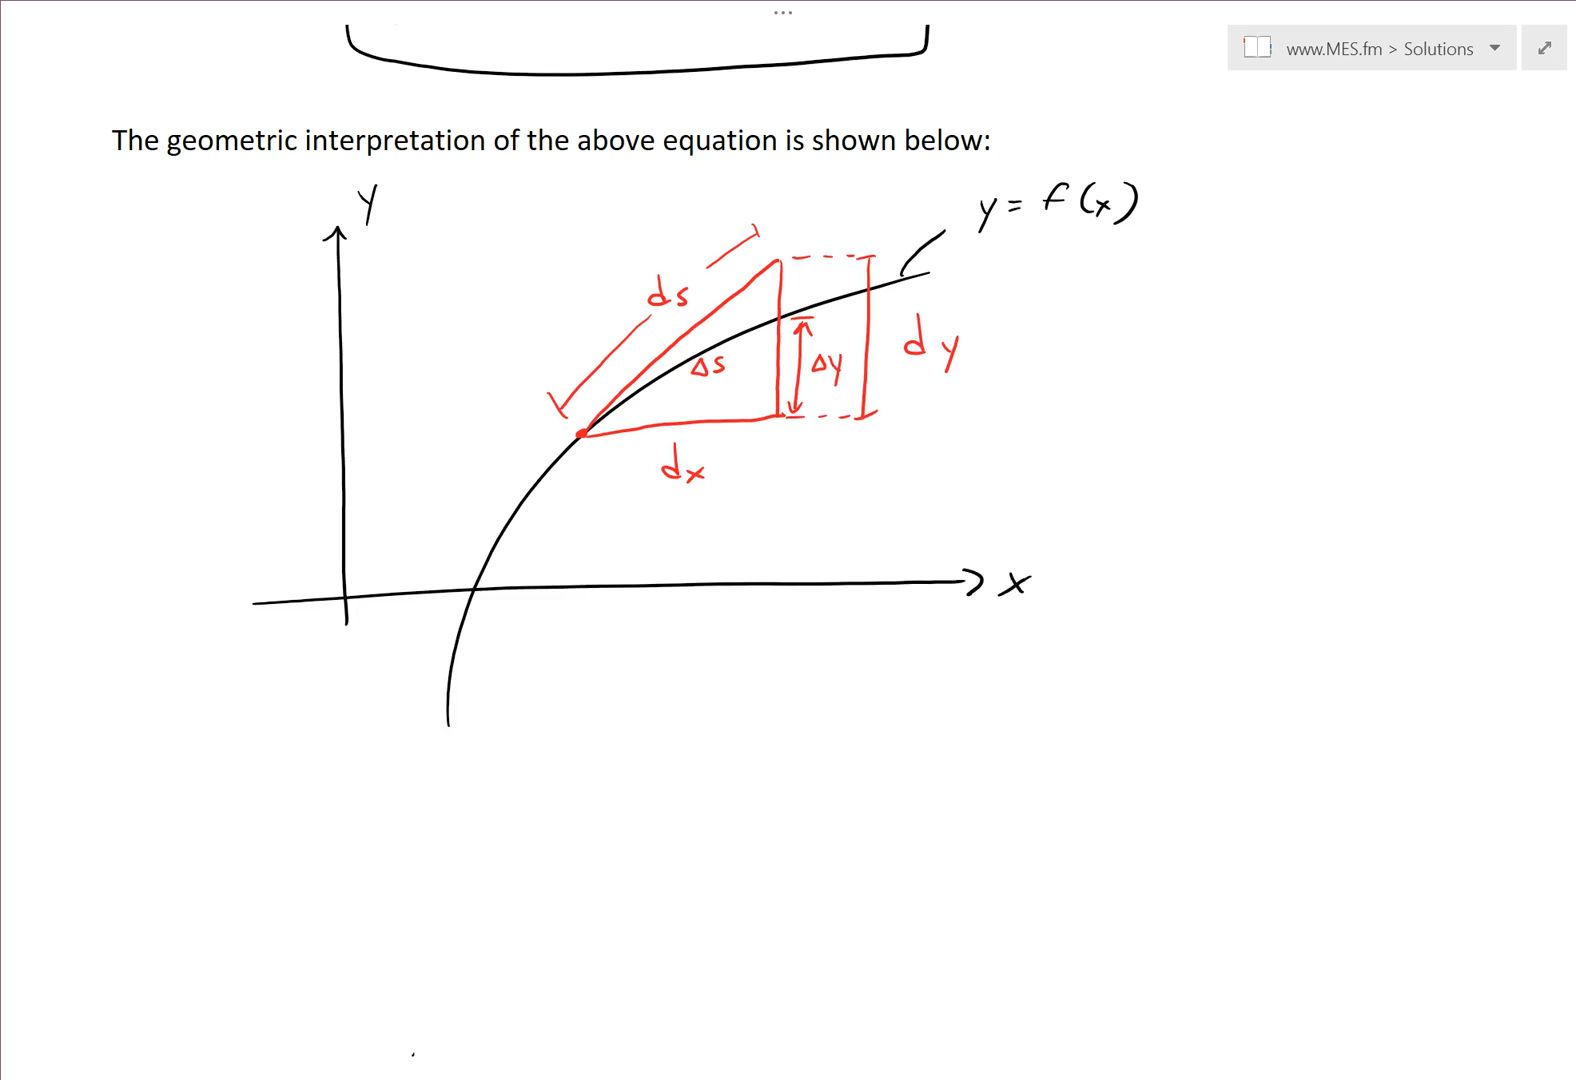 www.MES.fm > Solutions
The geometric interpretation of the above equation is shown below:
y
y = f(x)
ds
dy
Δs
Δy
dx
x